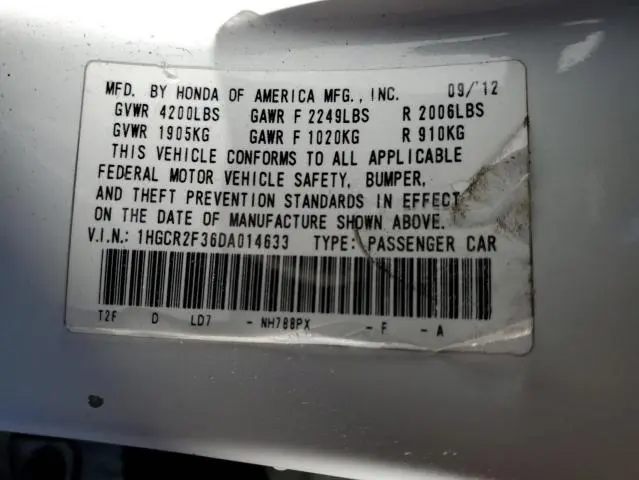 MFD. BY HONDA OF AMERICA MFG., INC. 09/'12
GVWR 4200LBS GAWR F 2249LBS R 2006LBS
GVWR 1905KG GAWR F 1020KG R 910KG
THIS VEHICLE CONFORMS TO ALL APPLICABLE
FEDERAL MOTOR VEHICLE SAFETY, BUMPER,
AND THEFT PREVENTION STANDARDS IN EFFECT
ON THE DATE OF MANUFACTURE SHOWN ABOVE.
V.I.N.: 1HGCR2F36DA014633 TYPE: PASSENGER CAR
T2F D LD7 - NH788PX - F - A